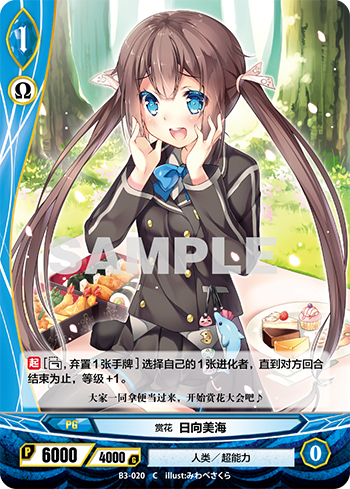 1
Ω
SAMPLE
起[ ,弃置1张手牌]选择自己的1张进化者,直到对方回合
结束为止,等级+1。
大家一同拿便当过来,开始赏花大会吧♪
PG
赏花 日向美海
P 6000 / 4000 G
人类/超能力
0
B3-020 C illust:みわべさくら